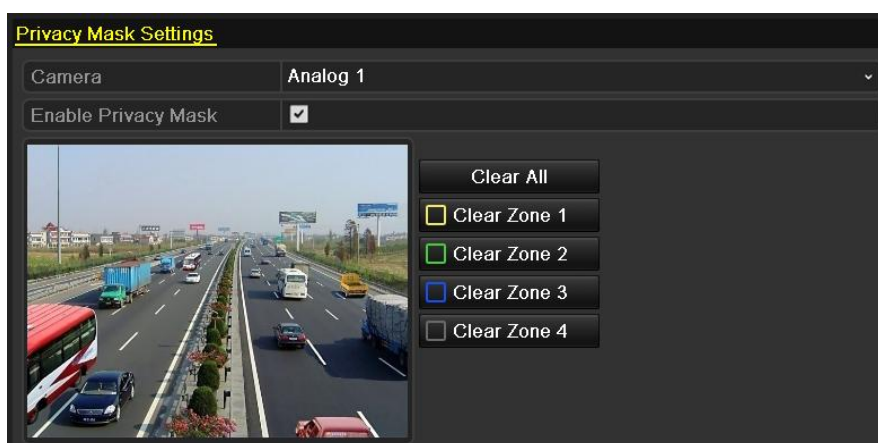 Privacy Mask Settings
Camera
Analog 1
Enable Privacy Mask
Clear All
Clear Zone 1
Clear Zone 2
Clear Zone 3
Clear Zone 4